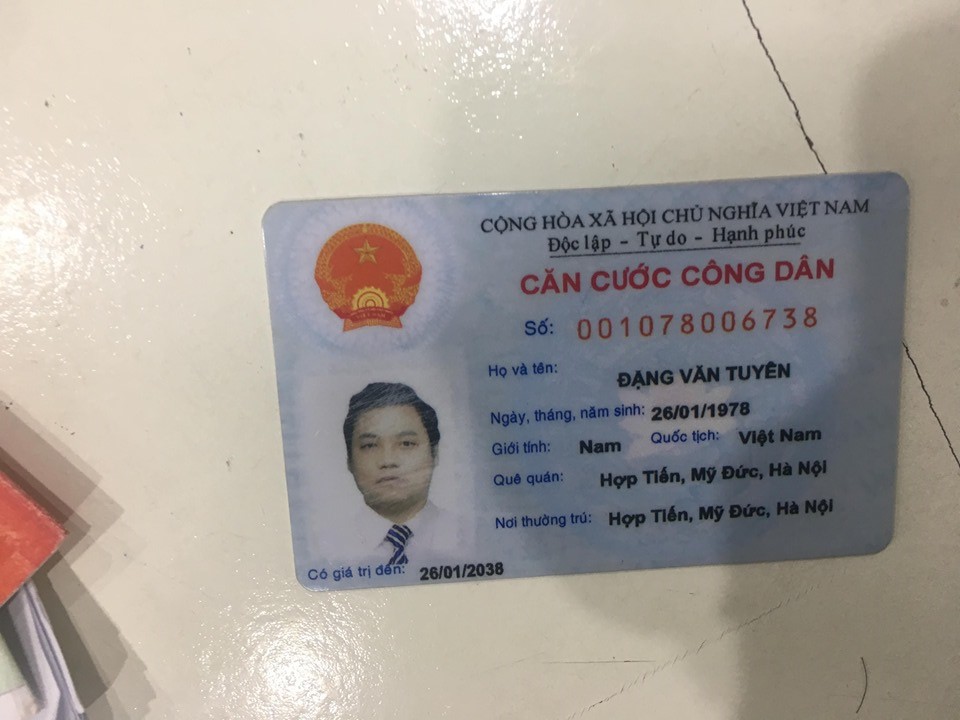 CỘNG HÒA XÃ HỘI CHỦ NGHĨA VIỆT NAM
Độc lập - Tự do - Hạnh phúc
CĂN CƯỚC CÔNG DÂN
Số: 001078006738
Họ và tên: ĐẶNG VĂN TUYÊN
Ngày, tháng, năm sinh: 26/01/1978
Giới tính: Nam Quốc tịch: Việt Nam
Quê quán: Hợp Tiến, Mỹ Đức, Hà Nội
Nơi thường trú: Hợp Tiến, Mỹ Đức, Hà Nội
Có giá trị đến: 26/01/2038
VIỆT NAM